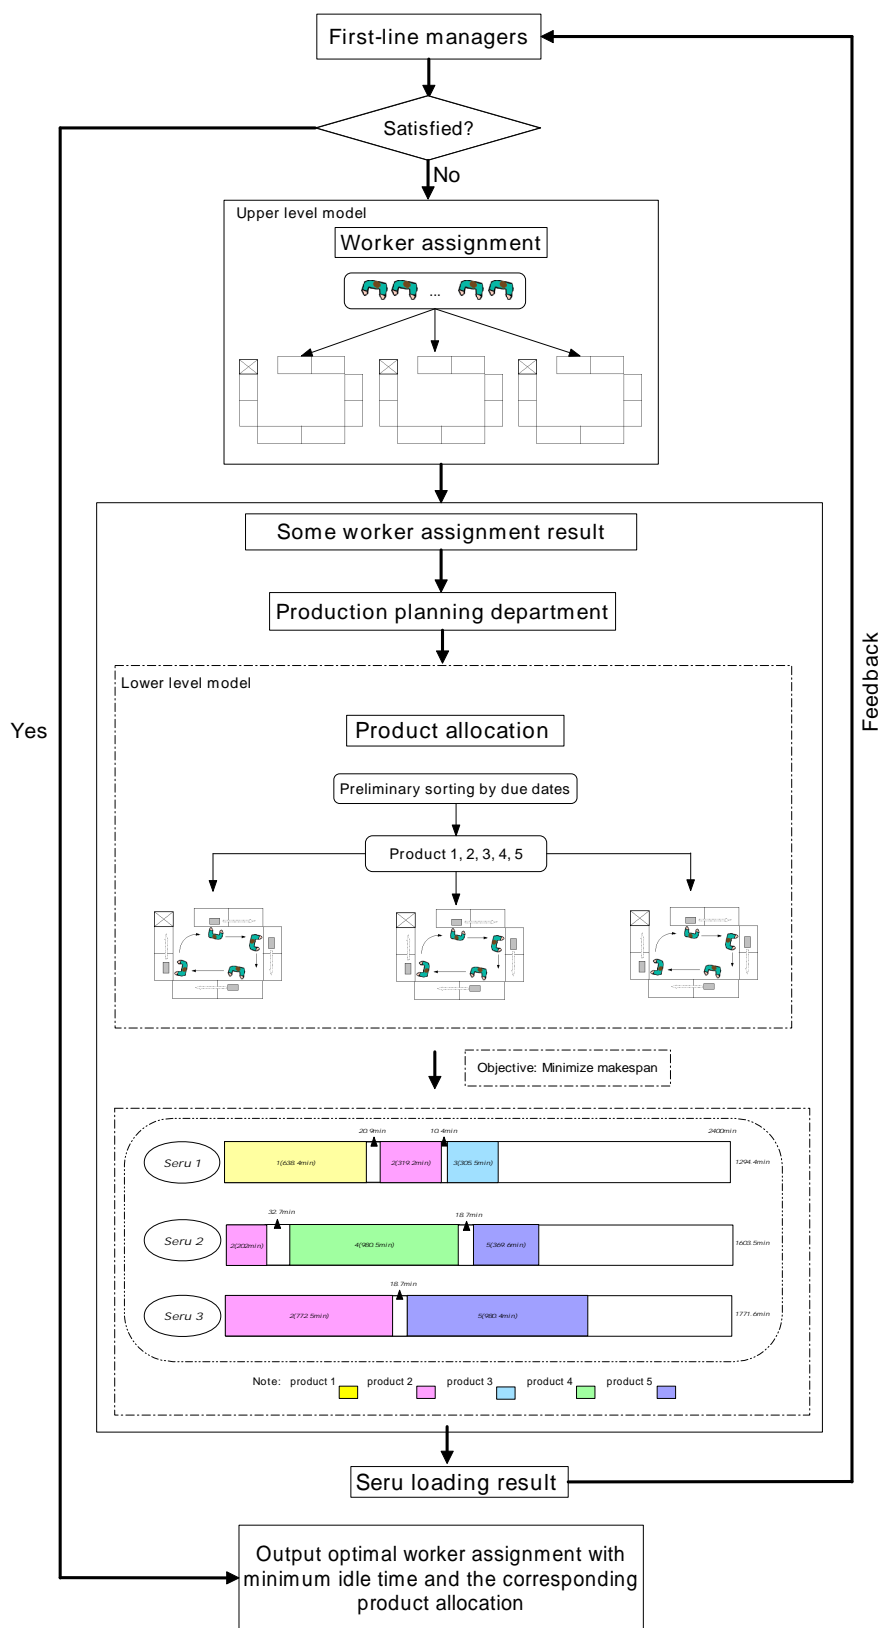 First-line managers
Satisfied?
No
Upper level model
Worker assignment
...
Some worker assignment result
Production planning department
Feedback
Lower level model
Yes
Product allocation
Preliminary sorting by due dates
Product 1, 2, 3, 4, 5
Objective: Minimize makespan
20.9min 10.4min 2400min
Seru 1 1(638.4min) 2(319.2min) 3(305.5min) 1294.4min
32.7min 18.7min
Seru 2 2(202min) 4(980.5min) 5(369.6min) 1603.5min
18.7min
Seru 3 2(772.5min) 5(980.4min) 1771.6min
Note: product 1 product 2 product 3 product 4 product 5
Seru loading result
Output optimal worker assignment with
minimum idle time and the corresponding
product allocation